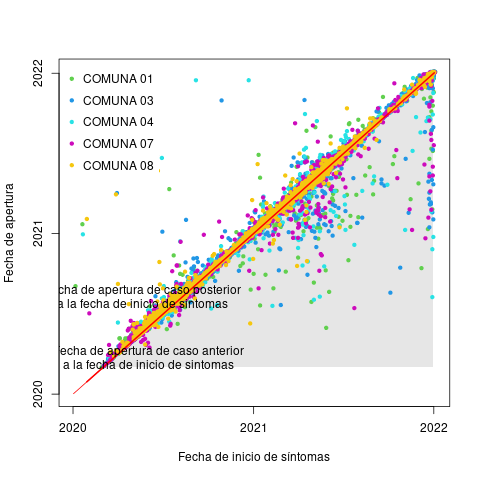 2022
COMUNA 01
COMUNA 03
COMUNA 04
COMUNA 07
COMUNA 08
2021
Fecha de apertura
cha de apertura de caso posterior
a la fecha de inicio de síntomas
echa de apertura de caso anterior
a la fecha de inicio de sintomas
2020
2020 2021 2022
Fecha de inicio de síntomas